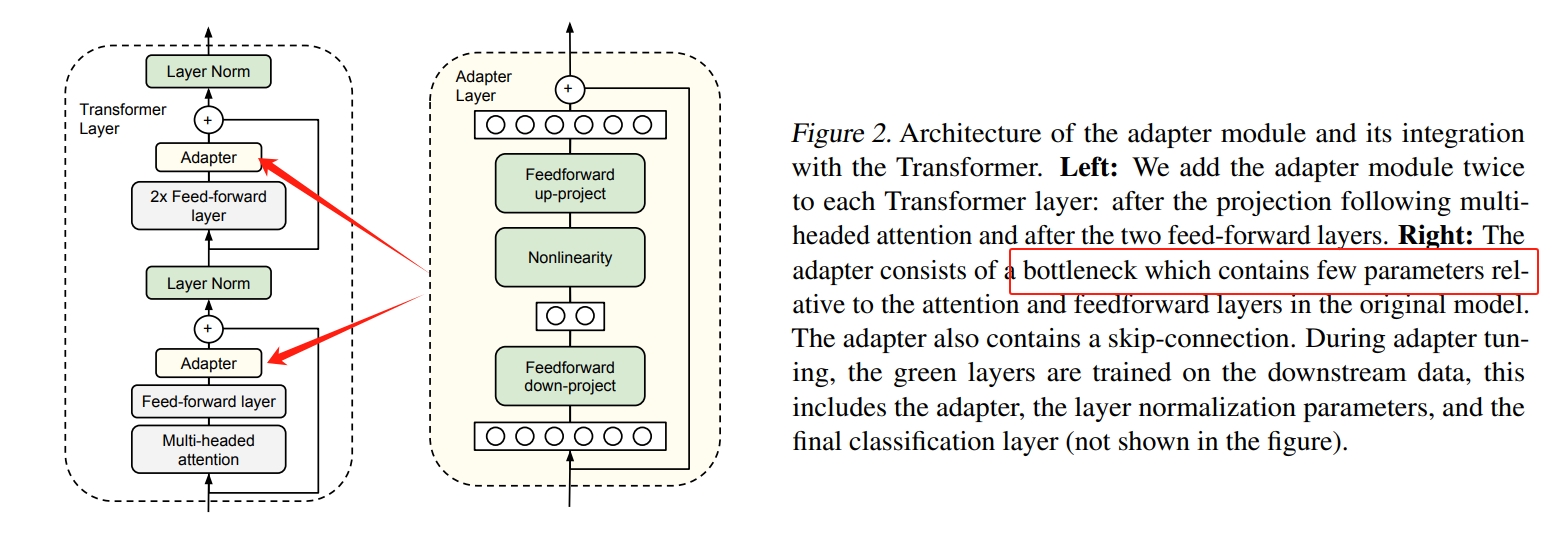 Layer Norm
Transformer
Layer
+
Adapter
2x Feed-forward
layer
Layer Norm
+
Adapter
Feed-forward layer
Multi-headed
attention
Adapter
Layer
+
Feedforward
up-project
Nonlinearity
Feedforward
down-project
Figure 2. Architecture of the adapter module and its integration
with the Transformer. Left: We add the adapter module twice
to each Transformer layer: after the projection following multi-
headed attention and after the two feed-forward layers. Right: The
adapter consists of a bottleneck which contains few parameters rel-
ative to the attention and feedforward layers in the original model.
The adapter also contains a skip-connection. During adapter tun-
ing, the green layers are trained on the downstream data, this
includes the adapter, the layer normalization parameters, and the
final classification layer (not shown in the figure).